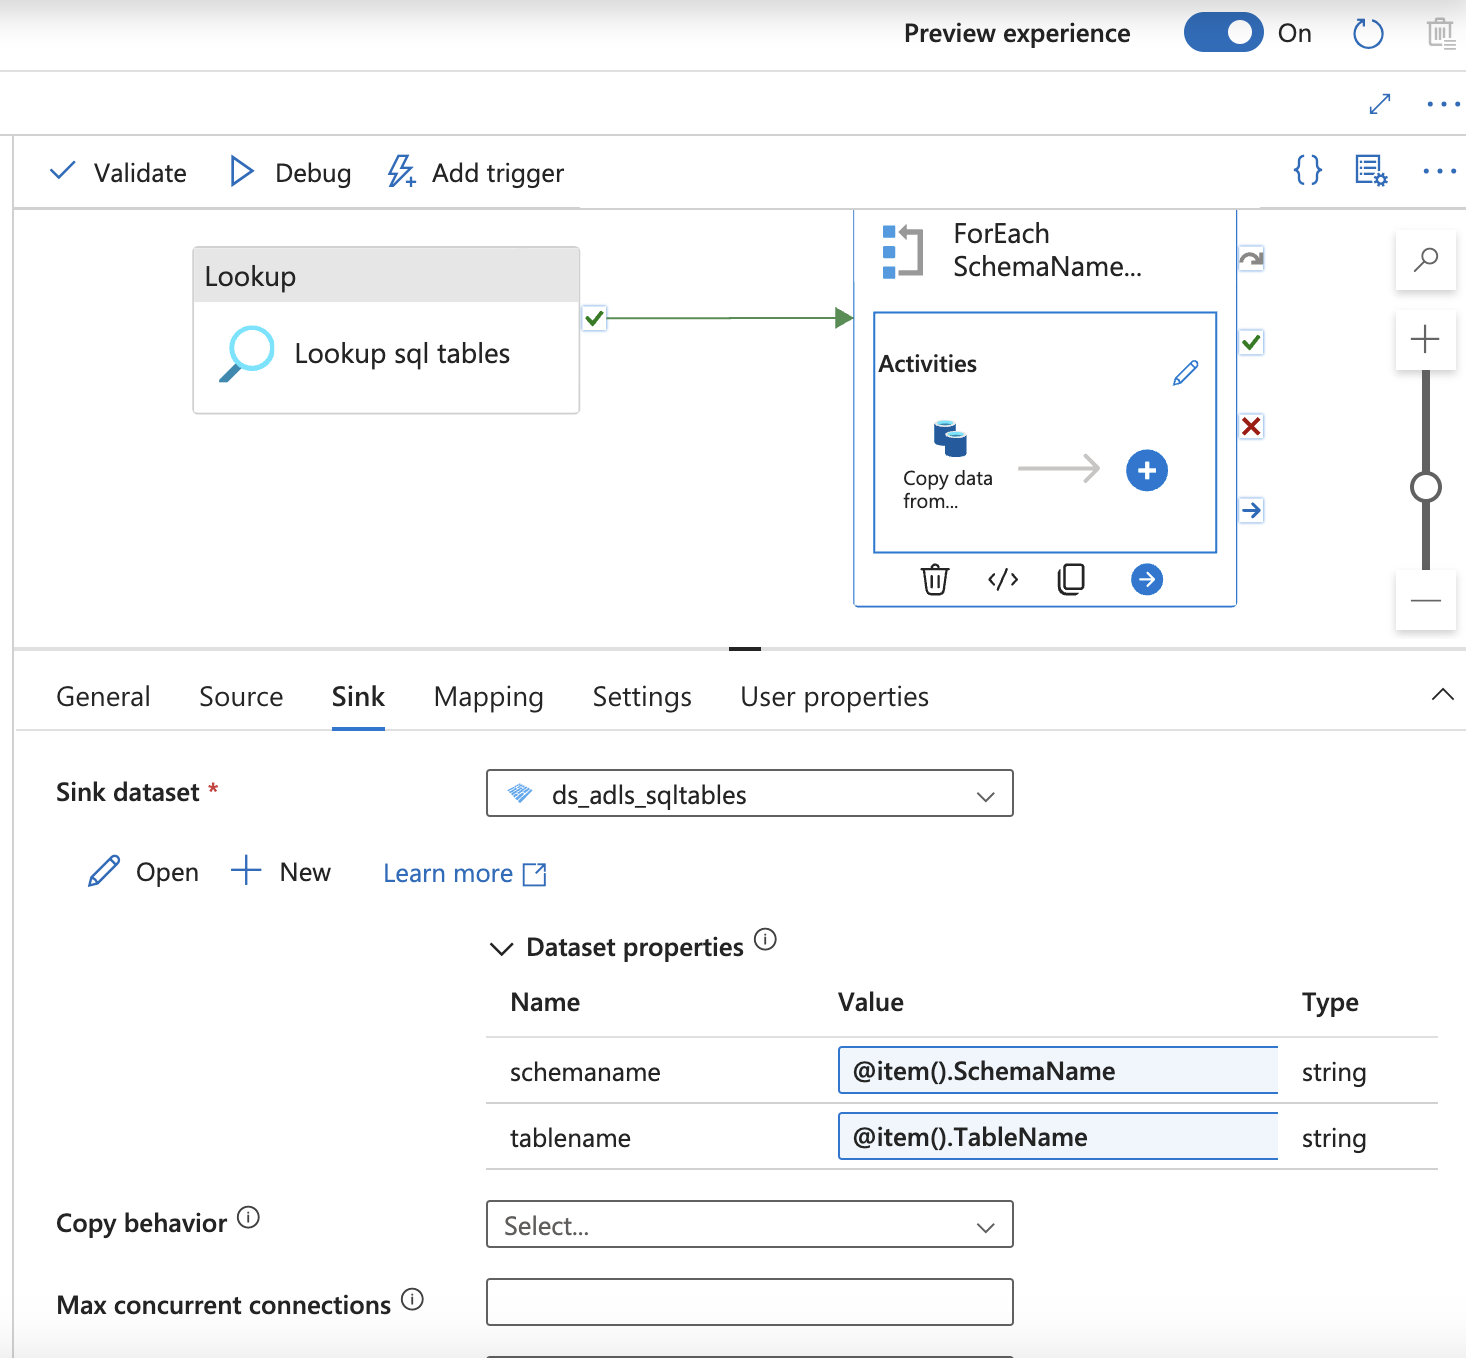 Preview experience On
Validate Debug Add trigger
Lookup
Lookup sql tables
ForEach
SchemaName...
Activities
Copy data
from...
General Source Sink Mapping Settings User properties
Sink dataset *
ds_adls_sqltables
Open New Learn more
Dataset properties
Name Value Type
schemaname @item().SchemaName string
tablename @item().TableName string
Copy behavior Select...
Max concurrent connections